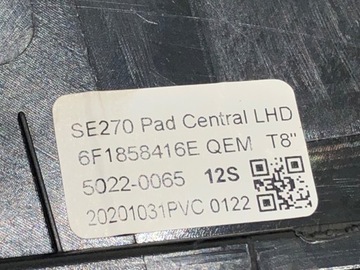 SE270 Pad Central LHD
6F1858416E QEM T8"
5022-0065 12S
20201031PVC 0122